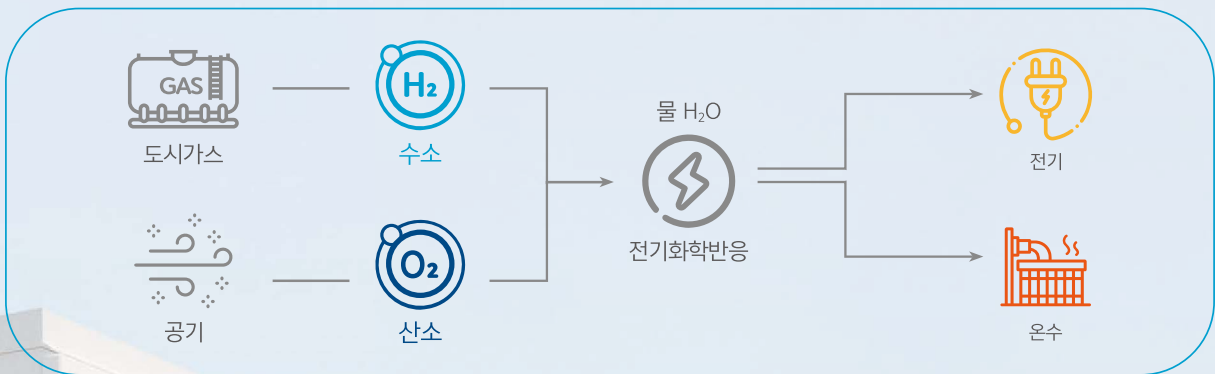 GAS
도시가스
H₂
수소
공기
O₂
산소
물 H₂O
전기화학반응
전기
온수